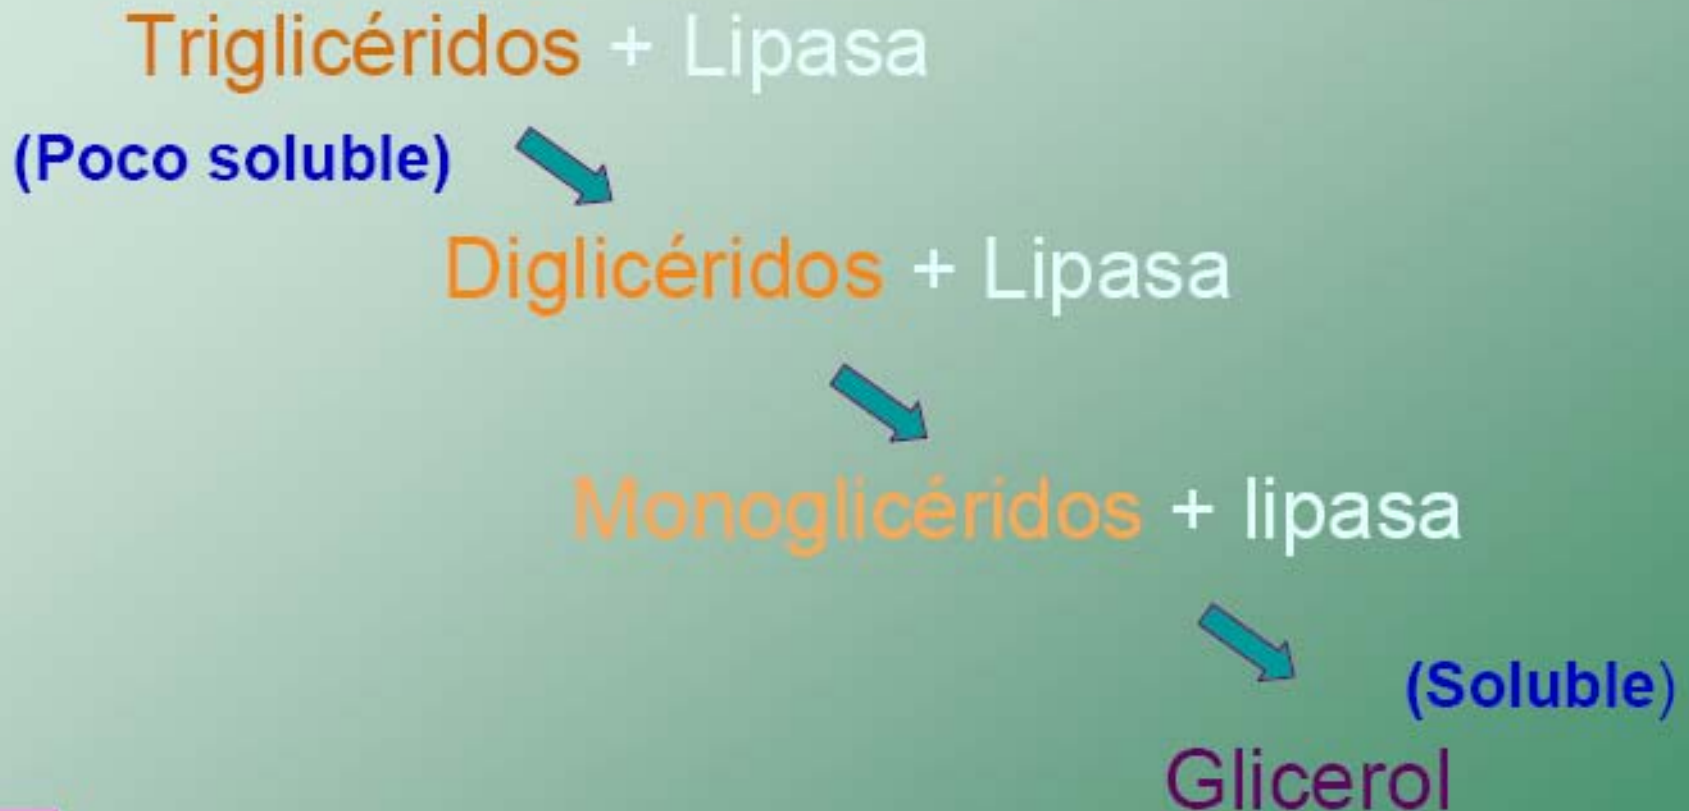 Triglicéridos + Lipasa
(Poco soluble)
Diglicéridos + Lipasa
Monoglicéridos + lipasa
(Soluble)
Glicerol